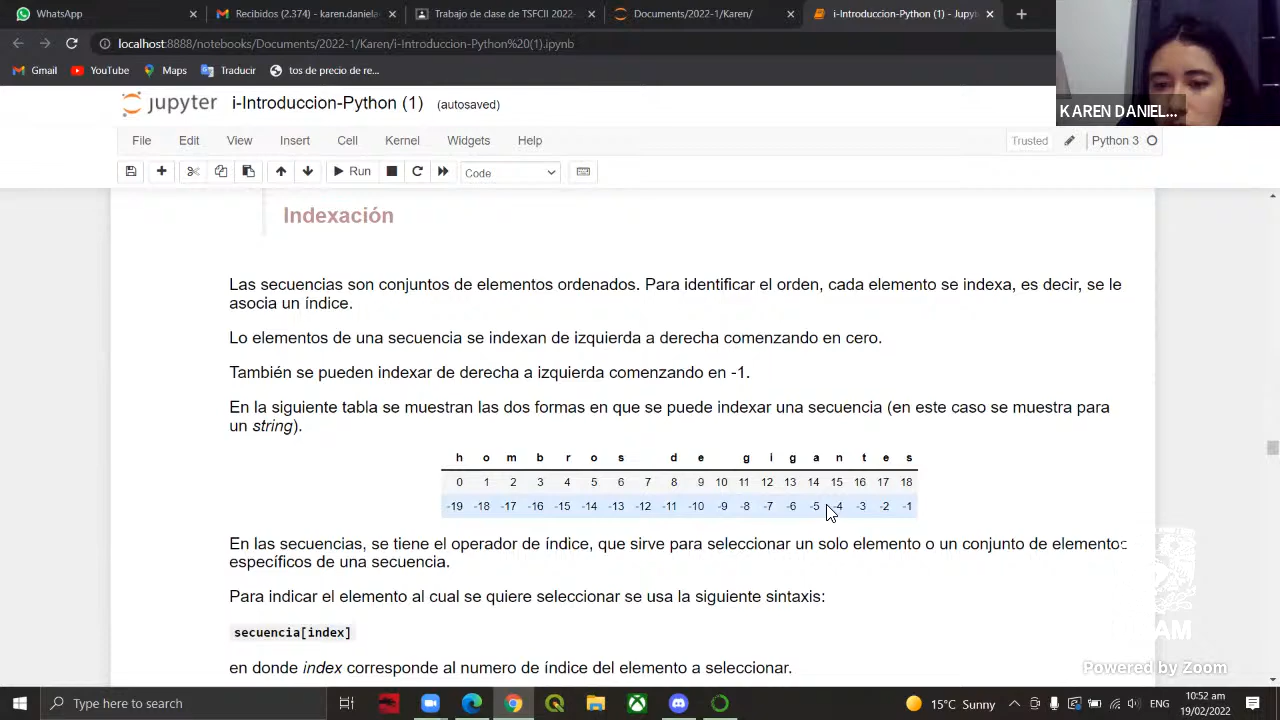 WhatsApp
Recibidos (2.374) - karen.daniela
Trabajo de clase de TSFCII 2022-
Documents/2022-1/Karen/
i-Introduccion-Python (1) - Jupyt
localhost:8888/notebooks/Documents/2022-1/Karen/i-Introduccion-Python%20(1).ipynb
Gmail
YouTube
Maps
Traducir
tos de precio de re...
KAREN DANIEL...
jupyter i-Introduccion-Python (1) (autosaved)
File Edit View Insert Cell Kernel Widgets Help
Trusted
Python 3
Run
Code
Indexación
Las secuencias son conjuntos de elementos ordenados. Para identificar el orden, cada elemento se indexa, es decir, se le
asocia un índice.
Lo elementos de una secuencia se indexan de izquierda a derecha comenzando en cero.
También se pueden indexar de derecha a izquierda comenzando en -1.
En la siguiente tabla se muestran las dos formas en que se puede indexar una secuencia (en este caso se muestra para
un string).
h o m b r o s d e g i g a n t e s
0 1 2 3 4 5 6 7 8 9 10 11 12 13 14 15 16 17 18
-19 -18 -17 -16 -15 -14 -13 -12 -11 -10 -9 -8 -7 -6 -5 -4 -3 -2 -1
En las secuencias, se tiene el operador de índice, que sirve para seleccionar un solo elemento o un conjunto de elementos
específicos de una secuencia.
Para indicar el elemento al cual se quiere seleccionar se usa la siguiente sintaxis:
secuencia[index]
en donde index corresponde al numero de índice del elemento a seleccionar.
Powered by Zoom
Type here to search
15°C Sunny
ENG
10:52 am
19/02/2022